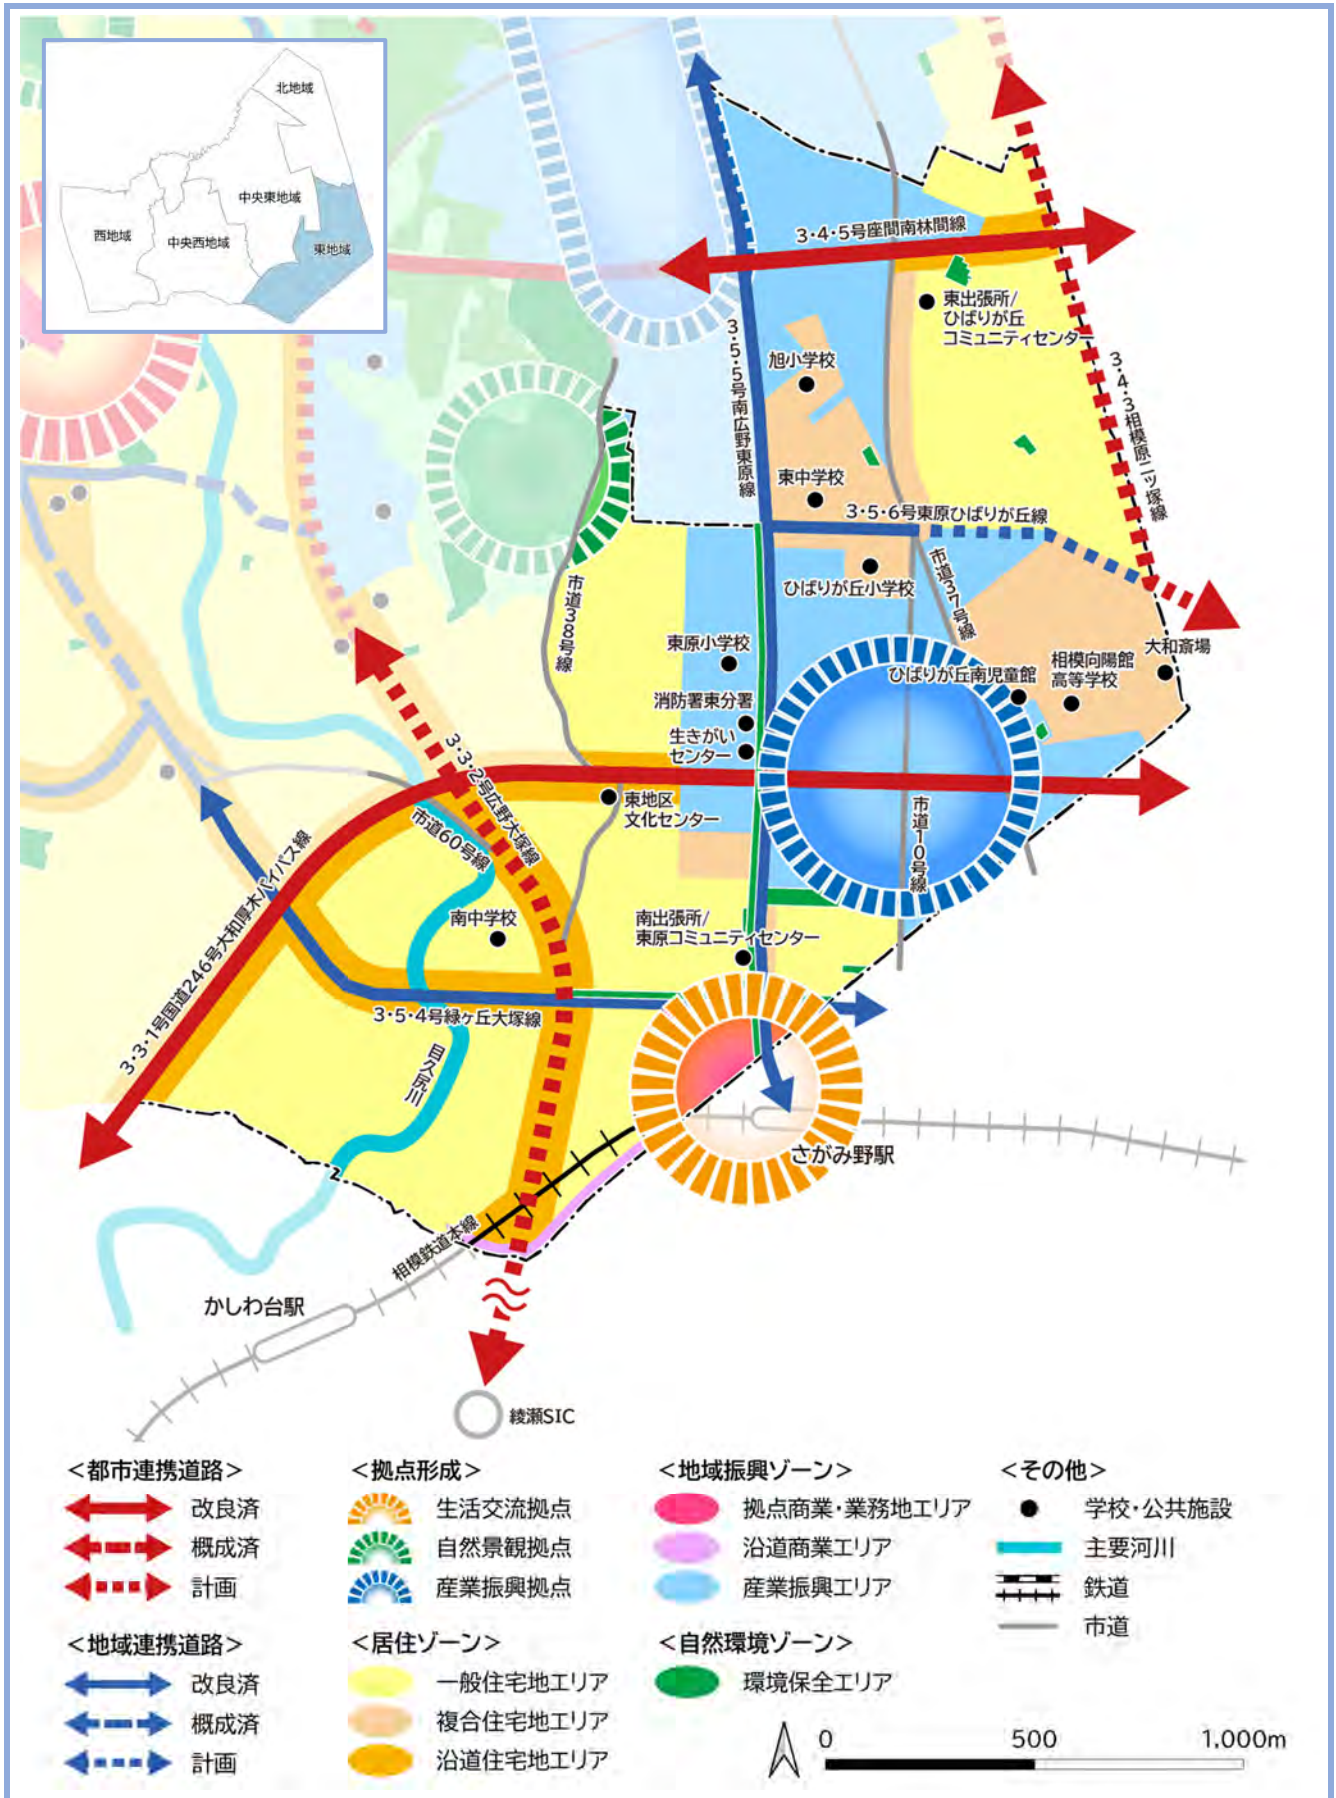 北地域
中央東地域
西地域
中央西地域
東地域
3・4・5号座間南林間線
東出張所/
ひばりが丘
コミュニティセンター
3・5・5号南広野東原線
旭小学校
3・4・3相模原二ツ塚線
東中学校
3・5・6号東原ひばりが丘線
市道37号線
ひばりが丘小学校
市道38号線
東原小学校
大和斎場
相模向陽館
高等学校
ひばりが丘南児童館
消防署東分署
生きがい
センター
3・3・2号広野大塚線
東地区
文化センター
市道60号線
市道10号線
3・3・1号国道246号大和厚木バイパス線
南中学校
南出張所/
東原コミュニティセンター
3・5・4号緑ヶ丘大塚線
目久尻川
さがみ野駅
相模鉄道本線
かしわ台駅
綾瀬SIC
＜都市連携道路＞
改良済
概成済
計画
＜地域連携道路＞
改良済
概成済
計画
＜拠点形成＞
生活交流拠点
自然景観拠点
産業振興拠点
＜居住ゾーン＞
一般住宅地エリア
複合住宅地エリア
沿道住宅地エリア
＜地域振興ゾーン＞
拠点商業・業務地エリア
沿道商業エリア
産業振興エリア
＜自然環境ゾーン＞
環境保全エリア
＜その他＞
学校・公共施設
主要河川
鉄道
市道
0 500 1,000m